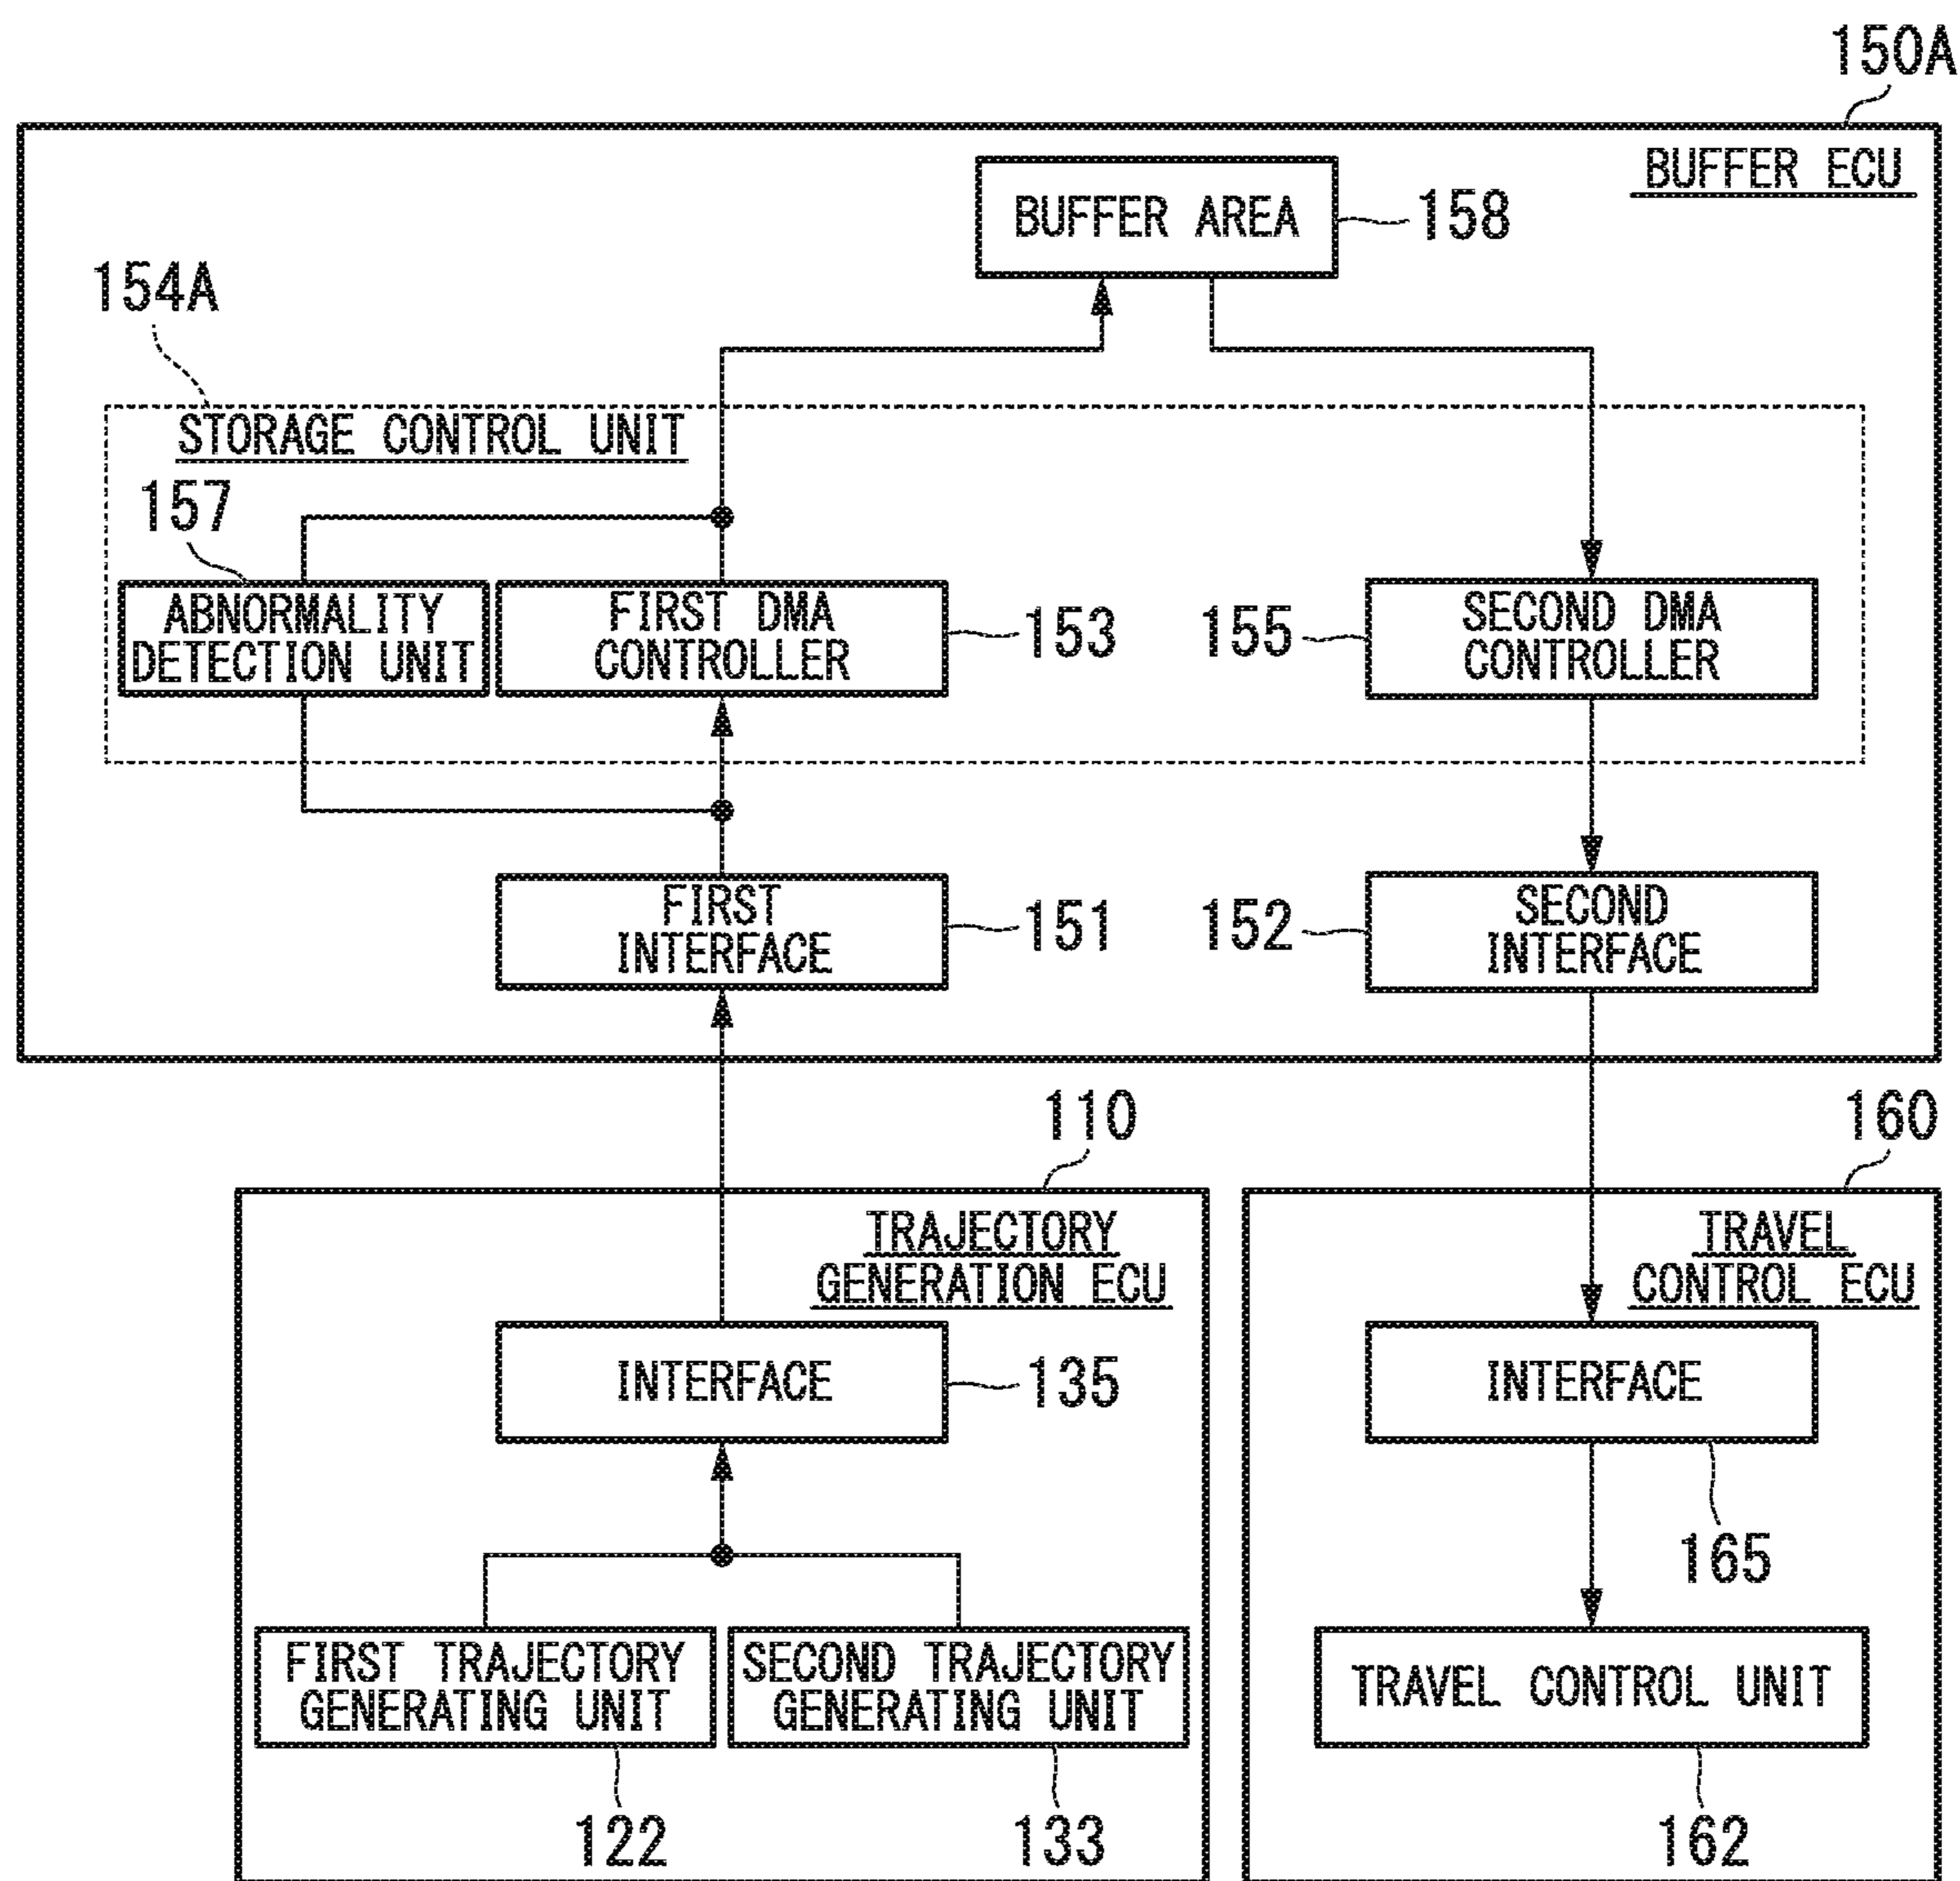 150A
BUFFER ECU
BUFFER AREA
158
154A
STORAGE CONTROL UNIT
157
ABNORMALITY
DETECTION UNIT
FIRST DMA
CONTROLLER
153
155
SECOND DMA
CONTROLLER
FIRST
INTERFACE
151
152
SECOND
INTERFACE
110
160
TRAJECTORY
GENERATION ECU
TRAVEL
CONTROL ECU
INTERFACE
135
INTERFACE
165
FIRST TRAJECTORY
GENERATING UNIT
SECOND TRAJECTORY
GENERATING UNIT
TRAVEL CONTROL UNIT
122
133
162